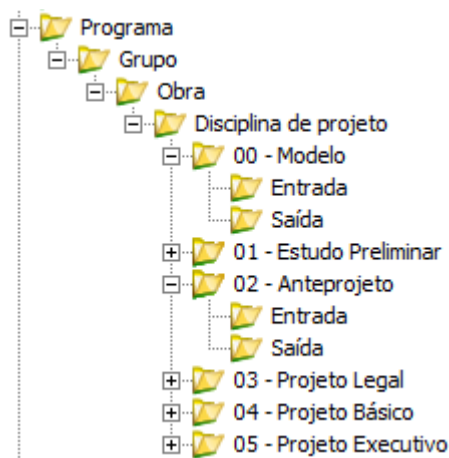 Programa
Grupo
Obra
Disciplina de projeto
00 - Modelo
Entrada
Saída
01 - Estudo Preliminar
02 - Anteprojeto
Entrada
Saída
03 - Projeto Legal
04 - Projeto Básico
05 - Projeto Executivo